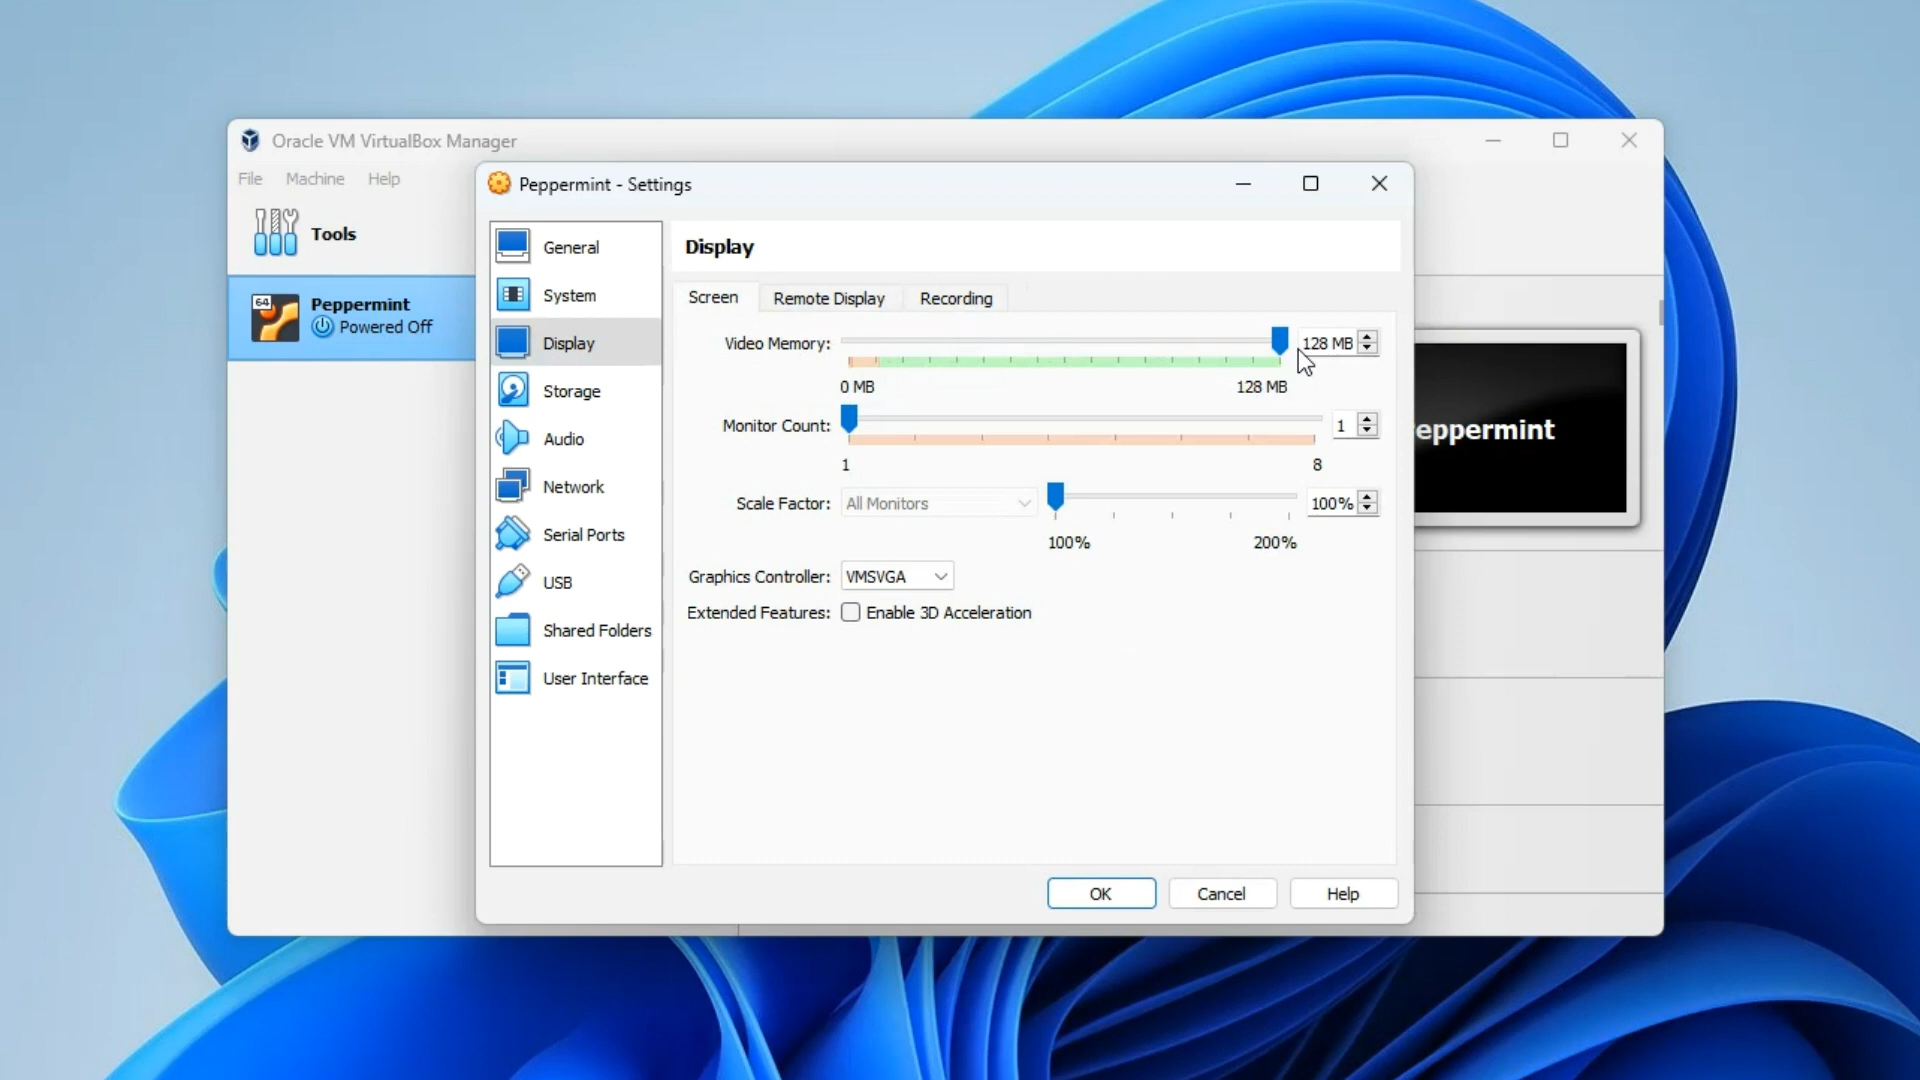 Oracle VM VirtualBox Manager
File Machine Help
Tools
64
Peppermint
Powered Off
Peppermint - Settings
General
System
Display
Storage
Audio
Network
Serial Ports
USB
Shared Folders
User Interface
Display
Screen Remote Display Recording
Video Memory: 128 MB
0 MB 128 MB
Monitor Count: 1
1 8
Scale Factor: All Monitors 100%
100% 200%
Graphics Controller: VMSVGA
Extended Features: Enable 3D Acceleration
OK Cancel Help
eppermint